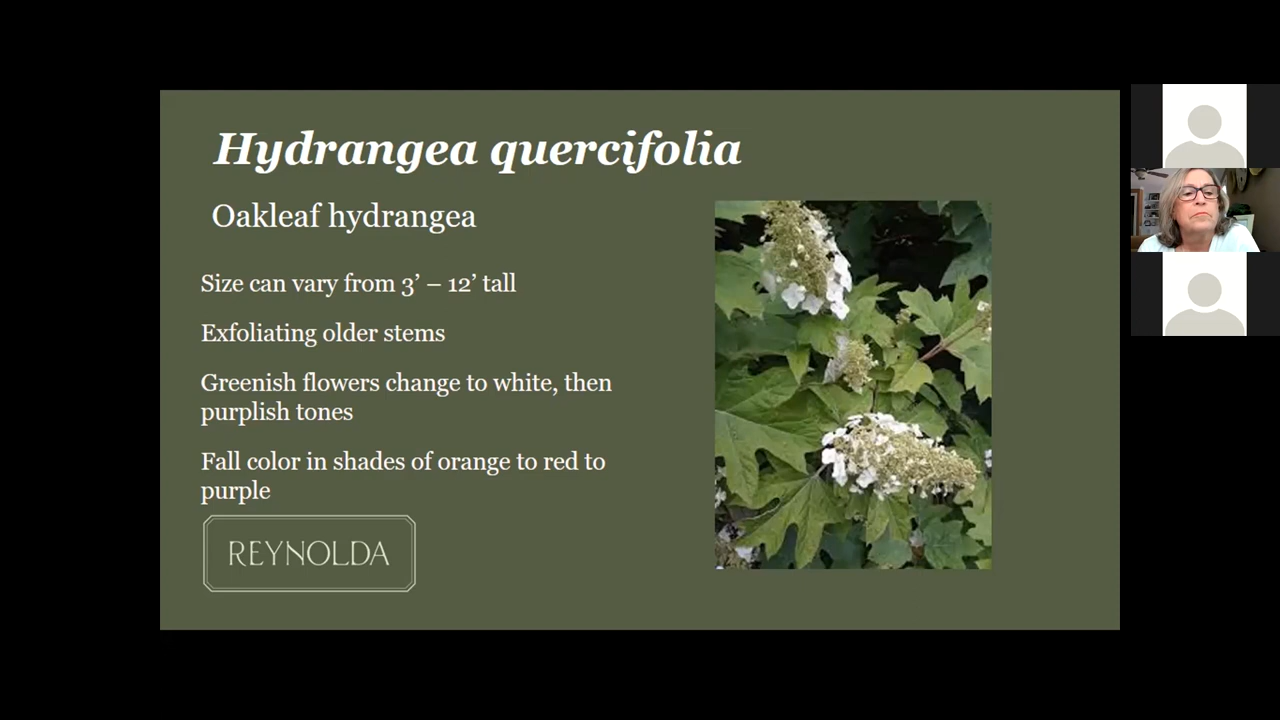 Hydrangea quercifolia
Oakleaf hydrangea
Size can vary from 3’ – 12’ tall
Exfoliating older stems
Greenish flowers change to white, then
purplish tones
Fall color in shades of orange to red to
purple
REYNOLDA